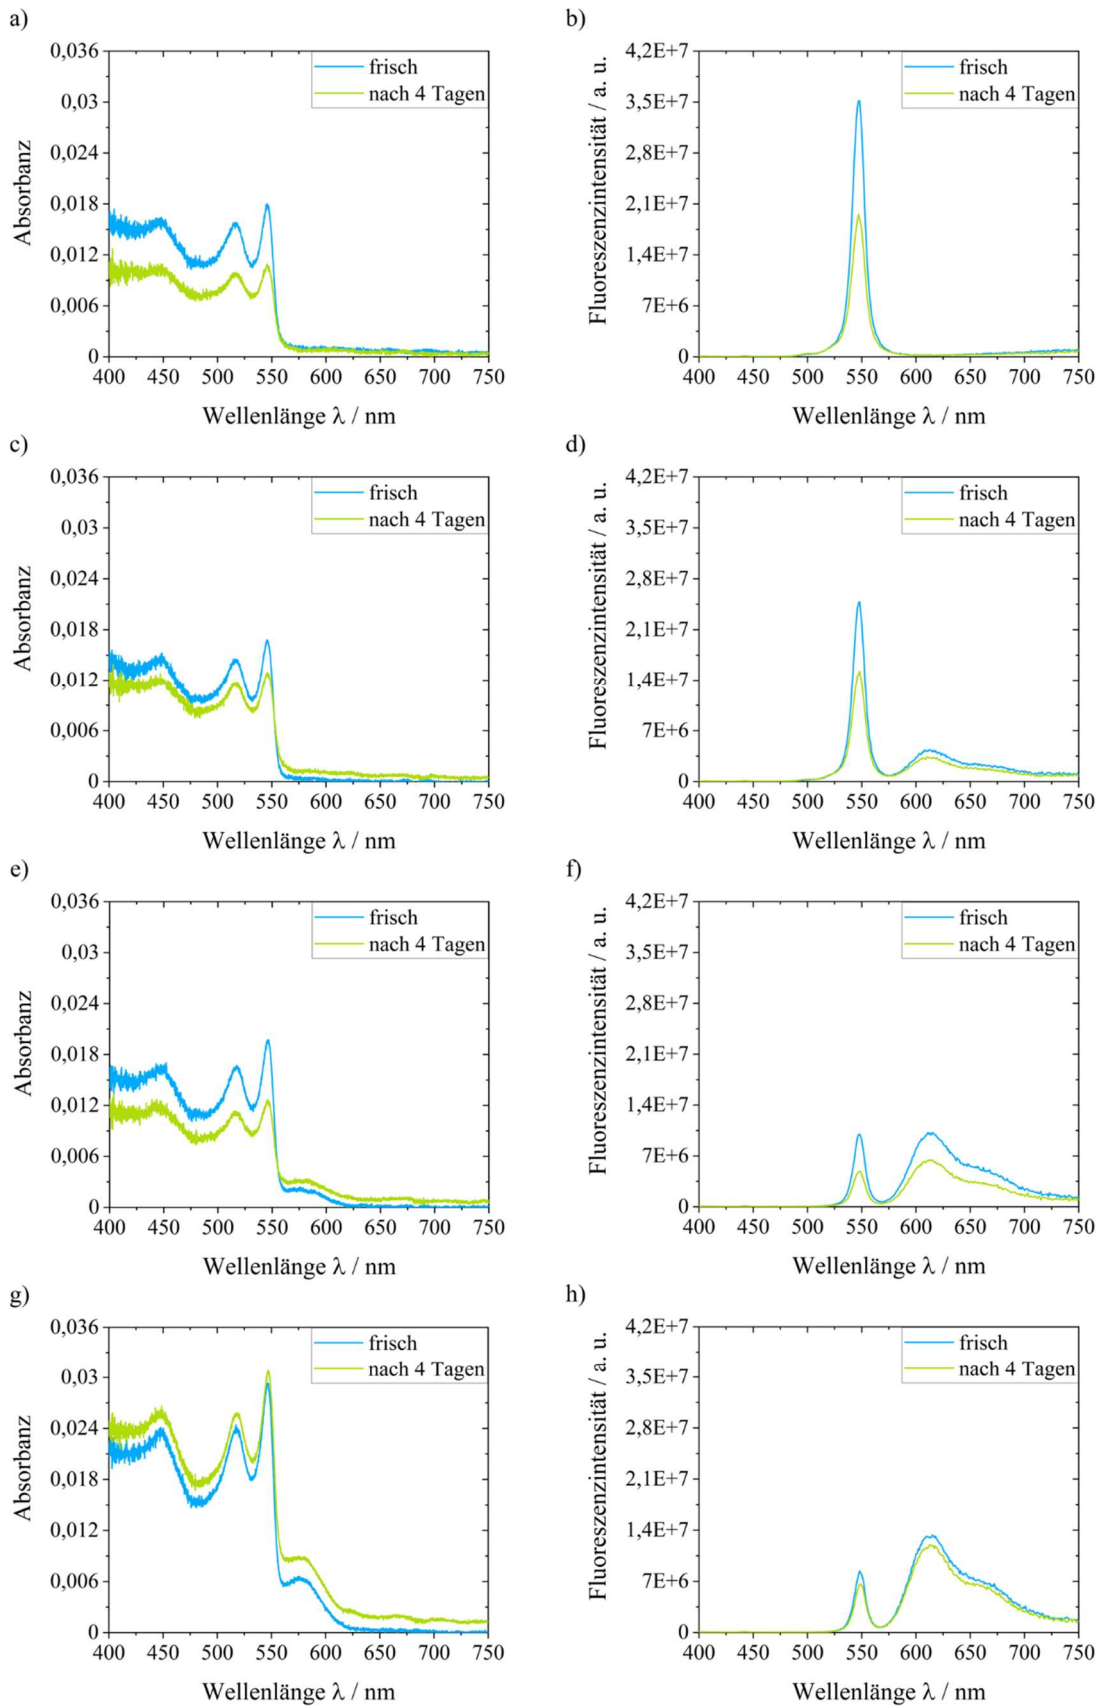 a)
0,036
0,03
0,024
0,018
0,012
0,006
0
Absorbanz
frisch
nach 4 Tagen
400 450 500 550 600 650 700 750
Wellenlänge λ / nm
b)
4,2E+7
3,5E+7
2,8E+7
2,1E+7
1,4E+7
7E+6
0
Fluoreszenzintensität / a. u.
frisch
nach 4 Tagen
400 450 500 550 600 650 700 750
Wellenlänge λ / nm
c)
0,036
0,03
0,024
0,018
0,012
0,006
0
Absorbanz
frisch
nach 4 Tagen
400 450 500 550 600 650 700 750
Wellenlänge λ / nm
d)
4,2E+7
3,5E+7
2,8E+7
2,1E+7
1,4E+7
7E+6
0
Fluoreszenzintensität / a. u.
frisch
nach 4 Tagen
400 450 500 550 600 650 700 750
Wellenlänge λ / nm
e)
0,036
0,03
0,024
0,018
0,012
0,006
0
Absorbanz
frisch
nach 4 Tagen
400 450 500 550 600 650 700 750
Wellenlänge λ / nm
f)
4,2E+7
3,5E+7
2,8E+7
2,1E+7
1,4E+7
7E+6
0
Fluoreszenzintensität / a. u.
frisch
nach 4 Tagen
400 450 500 550 600 650 700 750
Wellenlänge λ / nm
g)
0,036
0,03
0,024
0,018
0,012
0,006
0
Absorbanz
frisch
nach 4 Tagen
400 450 500 550 600 650 700 750
Wellenlänge λ / nm
h)
4,2E+7
3,5E+7
2,8E+7
2,1E+7
1,4E+7
7E+6
0
Fluoreszenzintensität / a. u.
frisch
nach 4 Tagen
400 450 500 550 600 650 700 750
Wellenlänge λ / nm